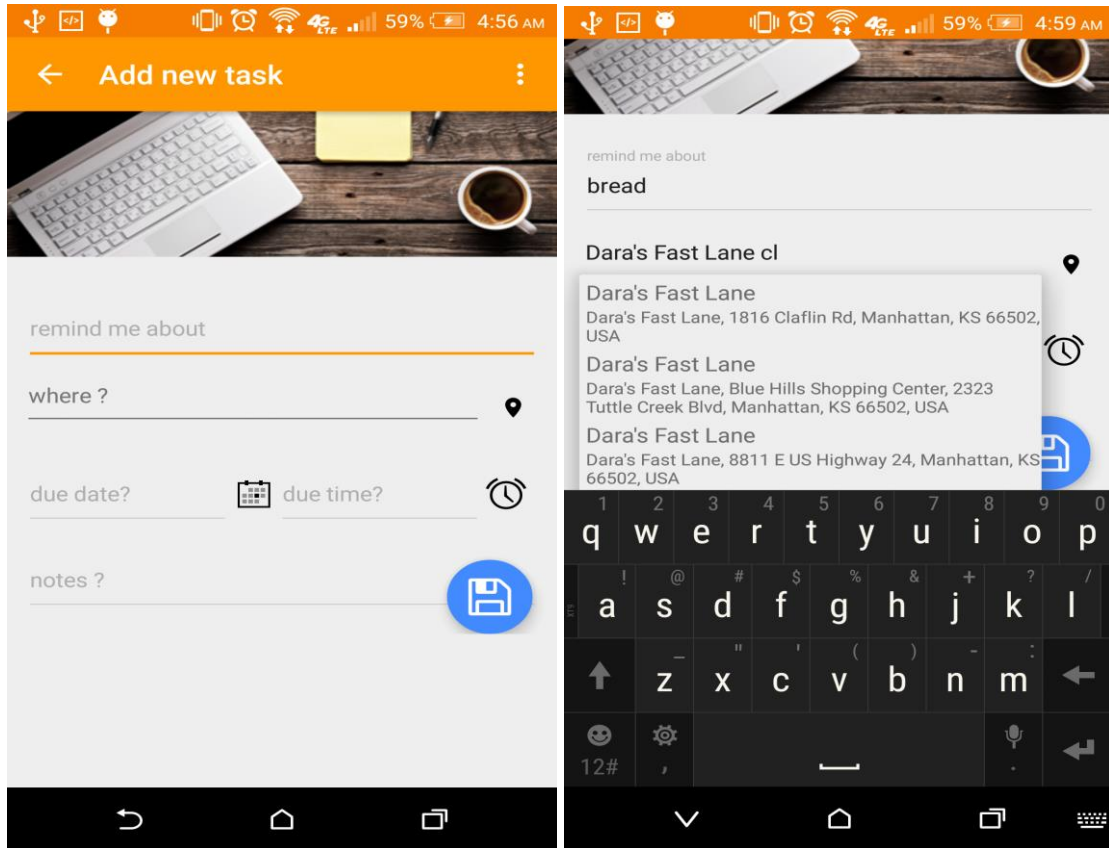 59% 4:56 AM
4G LTE
Add new task
remind me about
where ?
due date? due time?
notes ?
59% 4:59 AM
4G LTE
remind me about
bread
Dara's Fast Lane cl
Dara's Fast Lane
Dara's Fast Lane, 1816 Claflin Rd, Manhattan, KS 66502,
USA
Dara's Fast Lane
Dara's Fast Lane, Blue Hills Shopping Center, 2323
Tuttle Creek Blvd, Manhattan, KS 66502, USA
Dara's Fast Lane
Dara's Fast Lane, 8811 E US Highway 24, Manhattan, KS
66502, USA
1 2 3 4 5 6 7 8 9 0
q w e r t y u i o p
! @ # $ % & + ? /
a s d f g h j k l
_ " ' ( ) - :
z x c v b n m
12# , .